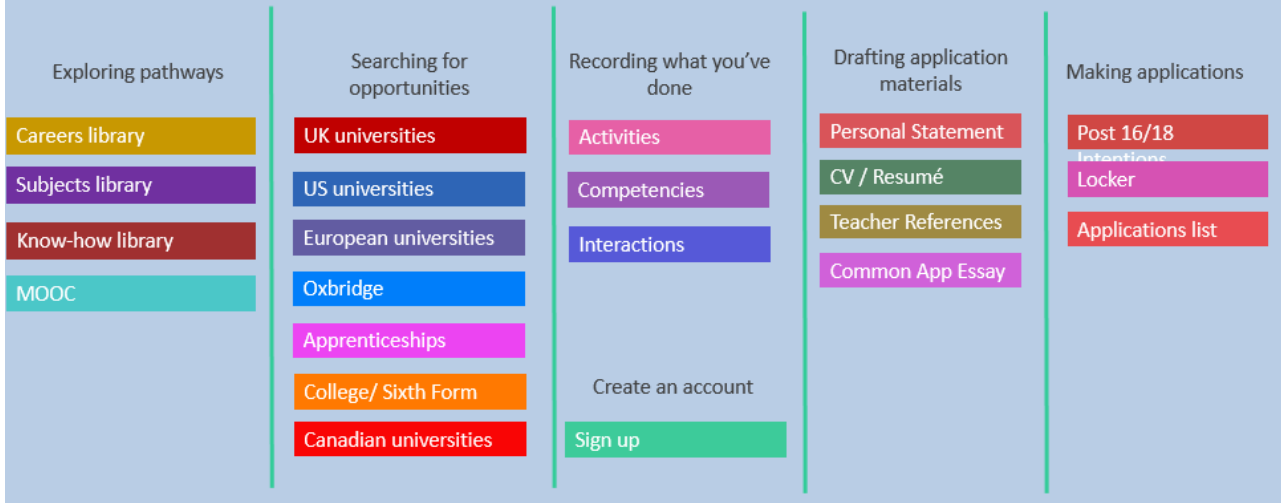 Exploring pathways
Careers library
Subjects library
Know-how library
MOOC
Searching for
opportunities
UK universities
US universities
European universities
Oxbridge
Apprenticeships
College/ Sixth Form
Canadian universities
Recording what you've
done
Activities
Competencies
Interactions
Create an account
Sign up
Drafting application
materials
Personal Statement
CV / Resumé
Teacher References
Common App Essay
Making applications
Post 16/18
Intentions
Locker
Applications list